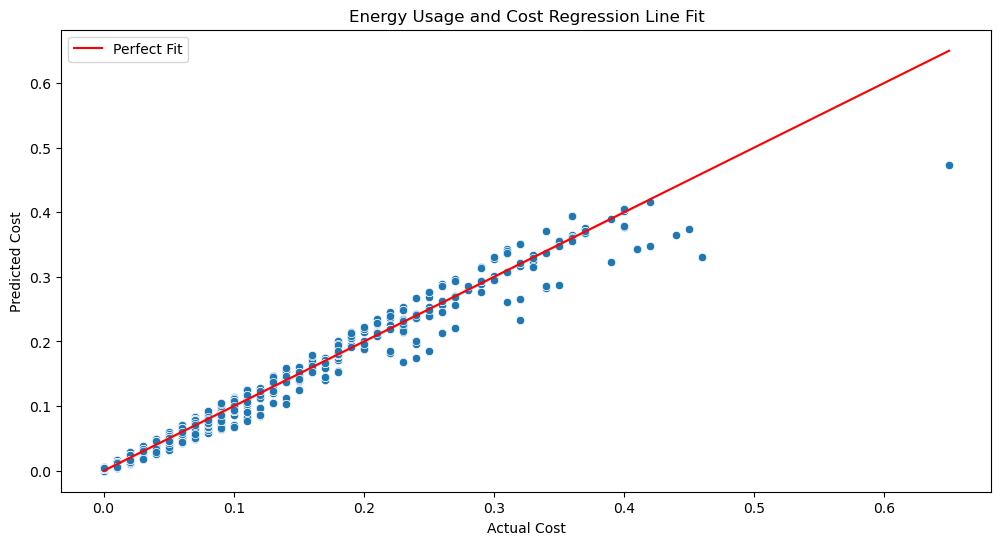 Energy Usage and Cost Regression Line Fit
Perfect Fit
0.6
0.5
0.4
0.3
0.2
0.1
0.0
Predicted Cost
0.0 0.1 0.2 0.3 0.4 0.5 0.6
Actual Cost